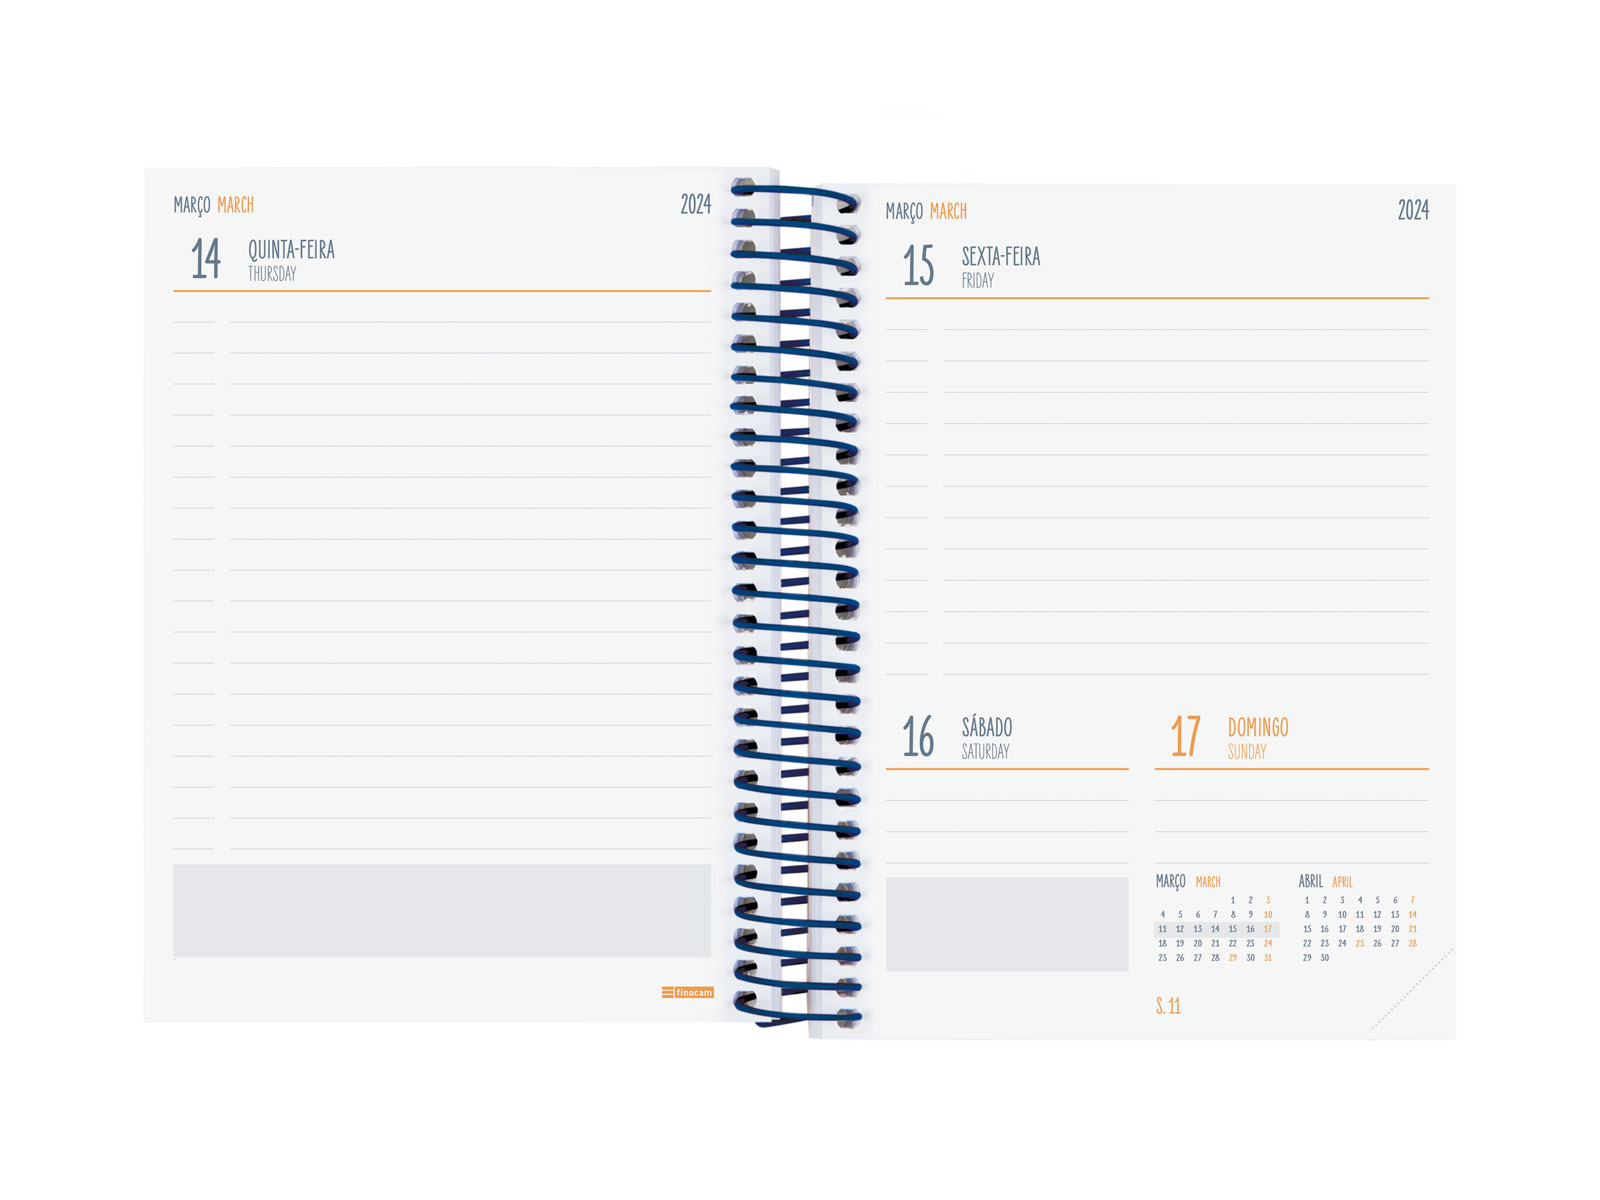 MARÇO MARCH 2024
14 QUINTA-FEIRA
THURSDAY
finocam
MARÇO MARCH 2024
15 SEXTA-FEIRA
FRIDAY
16 SÁBADO
SATURDAY
17 DOMINGO
SUNDAY
MARÇO MARCH
1 2 3
4 5 6 7 8 9 10
11 12 13 14 15 16 17
18 19 20 21 22 23 24
25 26 27 28 29 30 31
ABRIL APRIL
1 2 3 4 5 6 7
8 9 10 11 12 13 14
15 16 17 18 19 20 21
22 23 24 25 26 27 28
29 30
S. 11